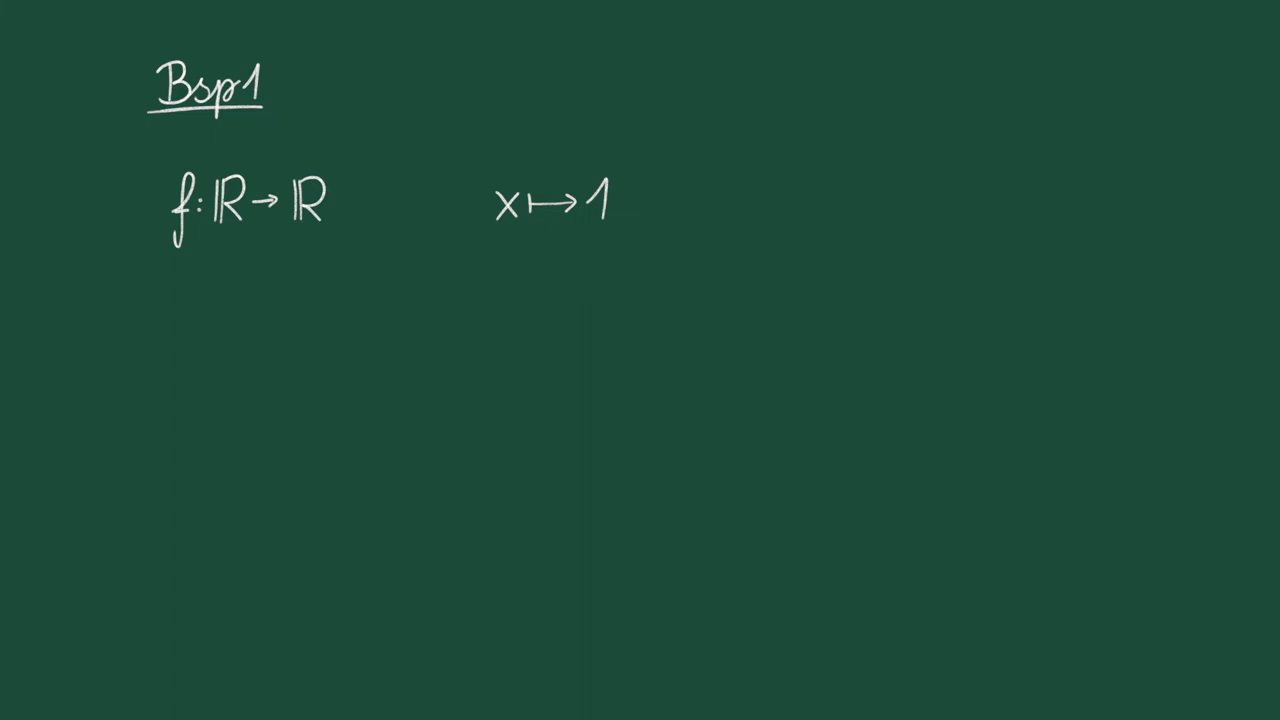 Bsp1
f: ℝ → ℝ x ↦ 1